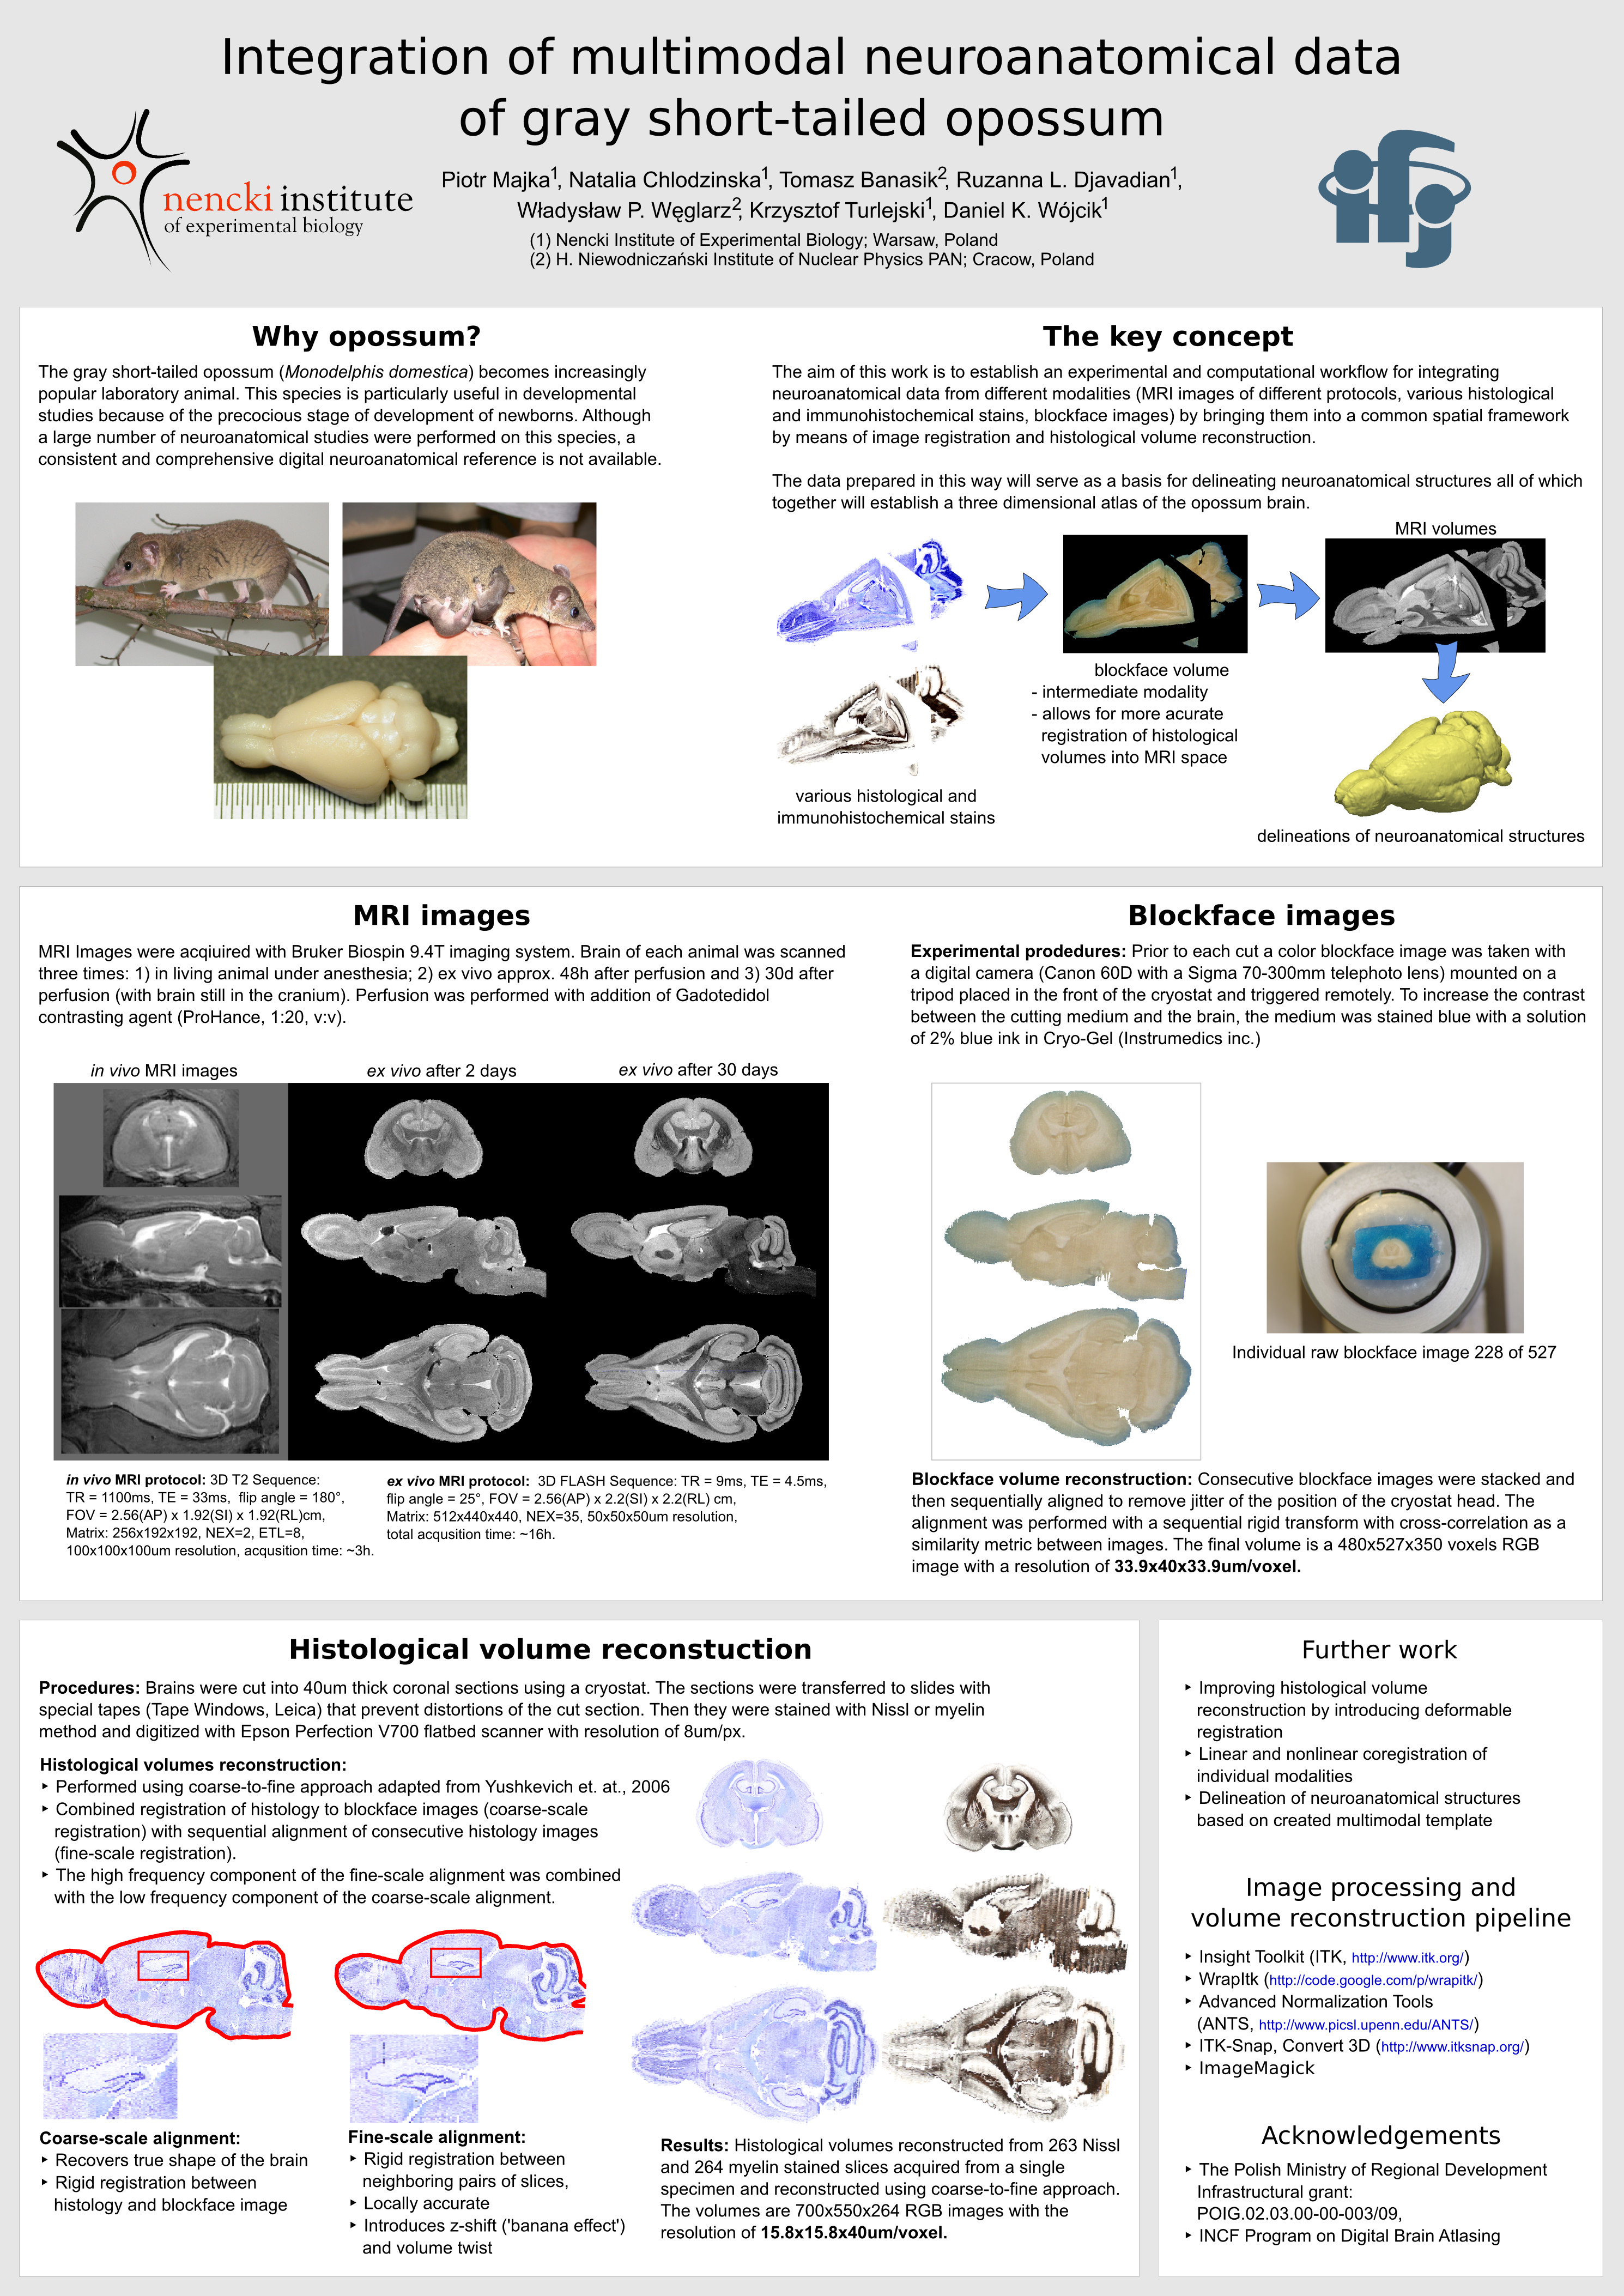 Integration of multimodal neuroanatomical data
of gray short-tailed opossum
nencki institute
of experimental biology
Piotr Majka1, Natalia Chlodzinska1, Tomasz Banasik2, Ruzanna L. Djavadian1,
Władysław P. Węglarz2, Krzysztof Turlejski1, Daniel K. Wójcik1
(1) Nencki Institute of Experimental Biology; Warsaw, Poland
(2) H. Niewodniczański Institute of Nuclear Physics PAN; Cracow, Poland
ifj
Why opossum?
The gray short-tailed opossum (Monodelphis domestica) becomes increasingly
popular laboratory animal. This species is particularly useful in developmental
studies because of the precocious stage of development of newborns. Although
a large number of neuroanatomical studies were performed on this species, a
consistent and comprehensive digital neuroanatomical reference is not available.
The key concept
The aim of this work is to establish an experimental and computational workflow for integrating
neuroanatomical data from different modalities (MRI images of different protocols, various histological
and immunohistochemical stains, blockface images) by bringing them into a common spatial framework
by means of image registration and histological volume reconstruction.
The data prepared in this way will serve as a basis for delineating neuroanatomical structures all of which
together will establish a three dimensional atlas of the opossum brain.
MRI volumes
blockface volume
- intermediate modality
- allows for more acurate
registration of histological
volumes into MRI space
various histological and
immunohistochemical stains
delineations of neuroanatomical structures
MRI images
MRI Images were acqiuired with Bruker Biospin 9.4T imaging system. Brain of each animal was scanned
three times: 1) in living animal under anesthesia; 2) ex vivo approx. 48h after perfusion and 3) 30d after
perfusion (with brain still in the cranium). Perfusion was performed with addition of Gadotedidol
contrasting agent (ProHance, 1:20, v:v).
in vivo MRI images
ex vivo after 2 days
ex vivo after 30 days
in vivo MRI protocol: 3D T2 Sequence:
TR = 1100ms, TE = 33ms, flip angle = 180°,
FOV = 2.56(AP) x 1.92(SI) x 1.92(RL)cm,
Matrix: 256x192x192, NEX=2, ETL=8,
100x100x100um resolution, acqusition time: ~3h.
ex vivo MRI protocol: 3D FLASH Sequence: TR = 9ms, TE = 4.5ms,
flip angle = 25°, FOV = 2.56(AP) x 2.2(SI) x 2.2(RL) cm,
Matrix: 512x440x440, NEX=35, 50x50x50um resolution,
total acqusition time: ~16h.
Blockface images
Experimental prodedures: Prior to each cut a color blockface image was taken with
a digital camera (Canon 60D with a Sigma 70-300mm telephoto lens) mounted on a
tripod placed in the front of the cryostat and triggered remotely. To increase the contrast
between the cutting medium and the brain, the medium was stained blue with a solution
of 2% blue ink in Cryo-Gel (Instrumedics inc.)
Individual raw blockface image 228 of 527
Blockface volume reconstruction: Consecutive blockface images were stacked and
then sequentially aligned to remove jitter of the position of the cryostat head. The
alignment was performed with a sequential rigid transform with cross-correlation as a
similarity metric between images. The final volume is a 480x527x350 voxels RGB
image with a resolution of 33.9x40x33.9um/voxel.
Histological volume reconstuction
Procedures: Brains were cut into 40um thick coronal sections using a cryostat. The sections were transferred to slides with
special tapes (Tape Windows, Leica) that prevent distortions of the cut section. Then they were stained with Nissl or myelin
method and digitized with Epson Perfection V700 flatbed scanner with resolution of 8um/px.
Histological volumes reconstruction:
‣ Performed using coarse-to-fine approach adapted from Yushkevich et. at., 2006
‣ Combined registration of histology to blockface images (coarse-scale
registration) with sequential alignment of consecutive histology images
(fine-scale registration).
‣ The high frequency component of the fine-scale alignment was combined
with the low frequency component of the coarse-scale alignment.
Coarse-scale alignment:
‣ Recovers true shape of the brain
‣ Rigid registration between
histology and blockface image
Fine-scale alignment:
‣ Rigid registration between
neighboring pairs of slices,
‣ Locally accurate
‣ Introduces z-shift ('banana effect')
and volume twist
Results: Histological volumes reconstructed from 263 Nissl
and 264 myelin stained slices acquired from a single
specimen and reconstructed using coarse-to-fine approach.
The volumes are 700x550x264 RGB images with the
resolution of 15.8x15.8x40um/voxel.
Further work
‣ Improving histological volume
reconstruction by introducing deformable
registration
‣ Linear and nonlinear coregistration of
individual modalities
‣ Delineation of neuroanatomical structures
based on created multimodal template
Image processing and
volume reconstruction pipeline
‣ Insight Toolkit (ITK, http://www.itk.org/)
‣ WrapItk (http://code.google.com/p/wrapitk/)
‣ Advanced Normalization Tools
(ANTS, http://www.picsl.upenn.edu/ANTS/)
‣ ITK-Snap, Convert 3D (http://www.itksnap.org/)
‣ ImageMagick
Acknowledgements
‣ The Polish Ministry of Regional Development
Infrastructural grant:
POIG.02.03.00-00-003/09,
‣ INCF Program on Digital Brain Atlasing